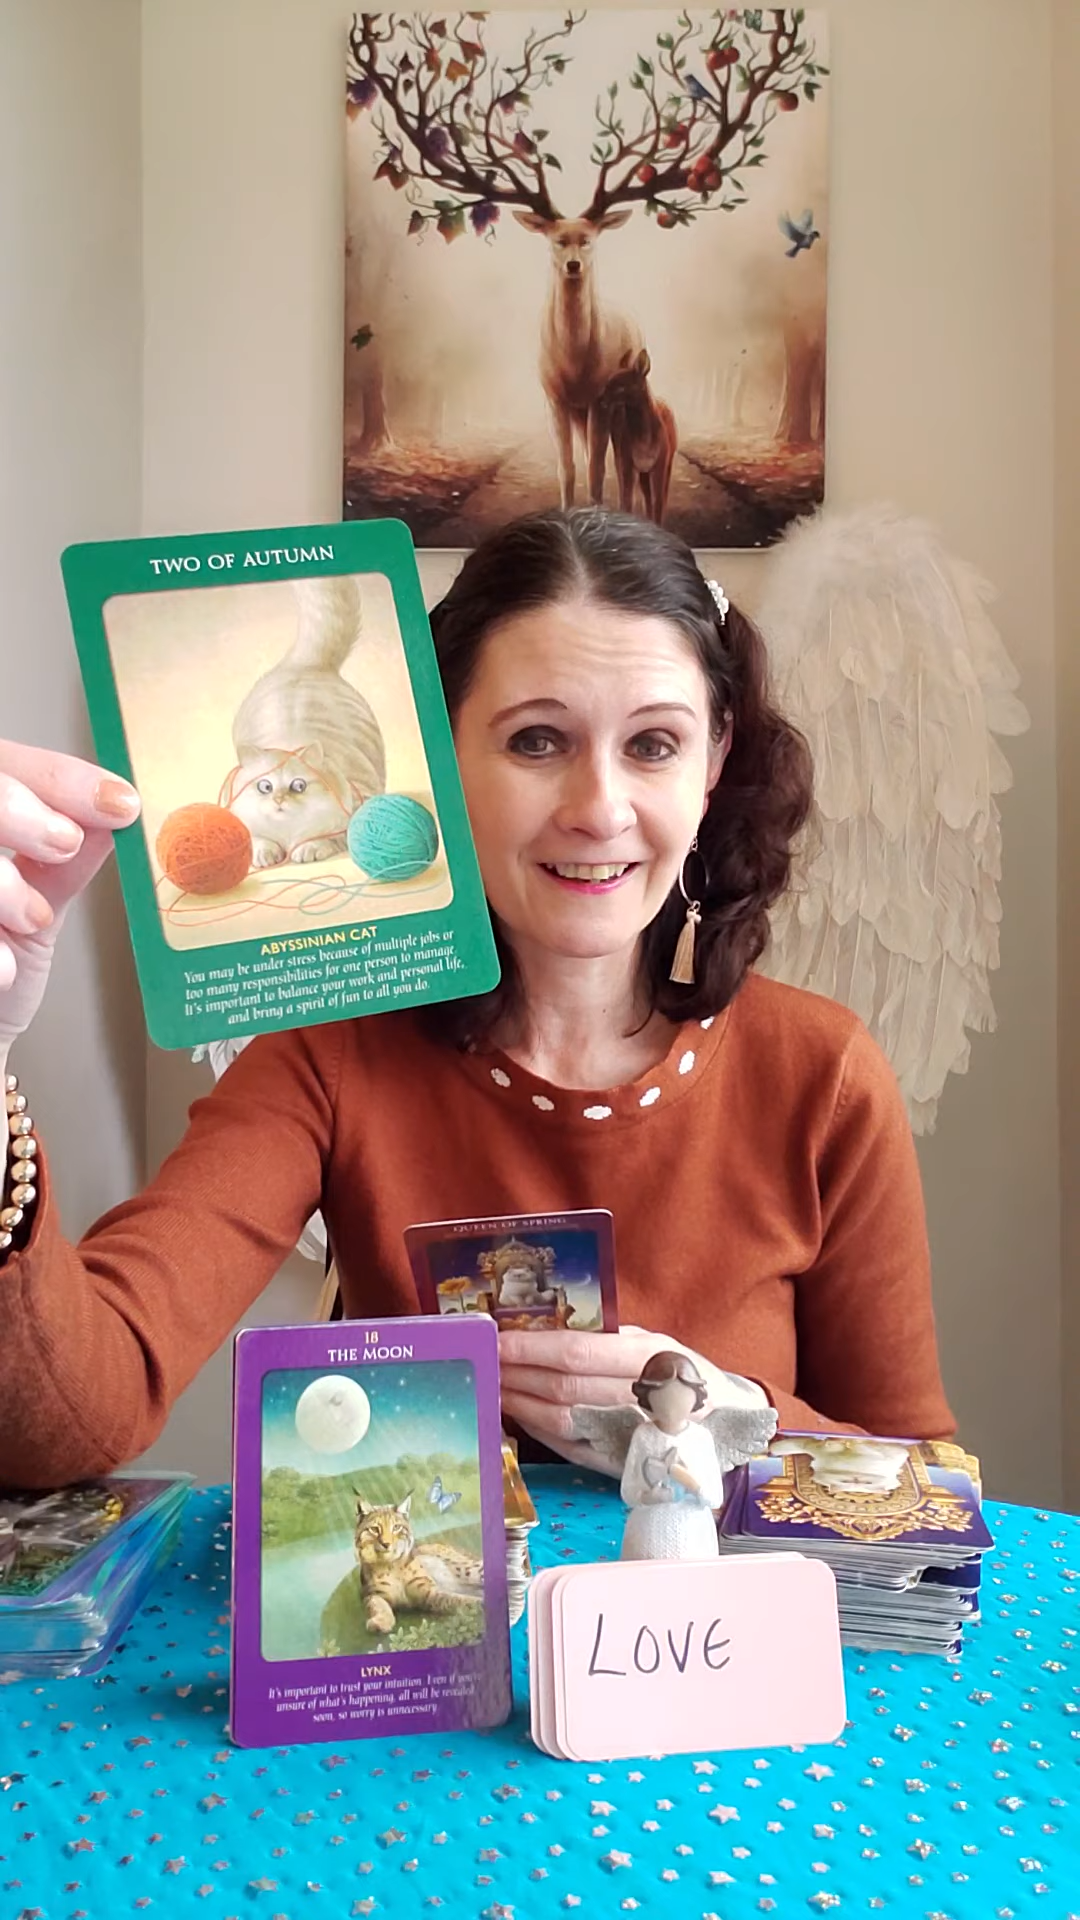 TWO OF AUTUMN
ABYSSINIAN CAT
You may be under stress because of multiple jobs or
too many responsibilities for one person to manage.
It's important to balance your work and personal life,
and bring a spirit of fun to all you do.
QUEEN OF SPRING
18
THE MOON
LYNX
It's important to trust your intuition. Even if you're
unsure of what's happening, all will be revealed
soon, so worry is unnecessary.
LOVE